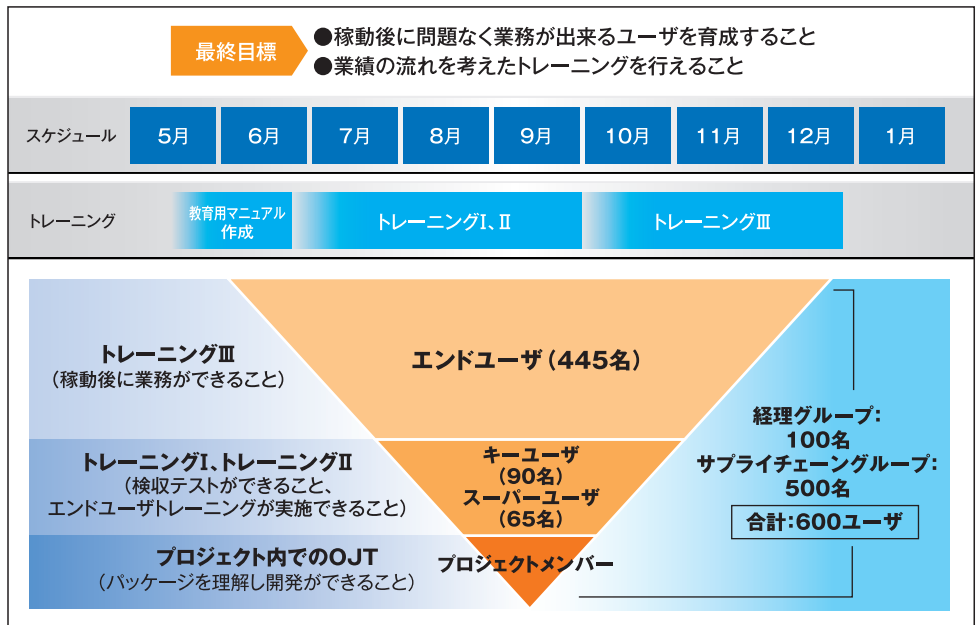 最終目標
●稼動後に問題なく業務が出来るユーザを育成すること
●業績の流れを考えたトレーニングを行えること
スケジュール
5月
6月
7月
8月
9月
10月
11月
12月
1月
トレーニング
教育用マニュアル
作成
トレーニングⅠ、Ⅱ
トレーニングⅢ
トレーニングⅢ
（稼動後に業務ができること）
エンドユーザ（445名）
トレーニングⅠ、トレーニングⅡ
（検収テストができること、
エンドユーザトレーニングが実施できること）
キーユーザ
（90名）
スーパーユーザ
（65名）
プロジェクト内でのOJT
（パッケージを理解し開発ができること）
プロジェクトメンバー
経理グループ：
100名
サプライチェーングループ：
500名
合計：600ユーザ